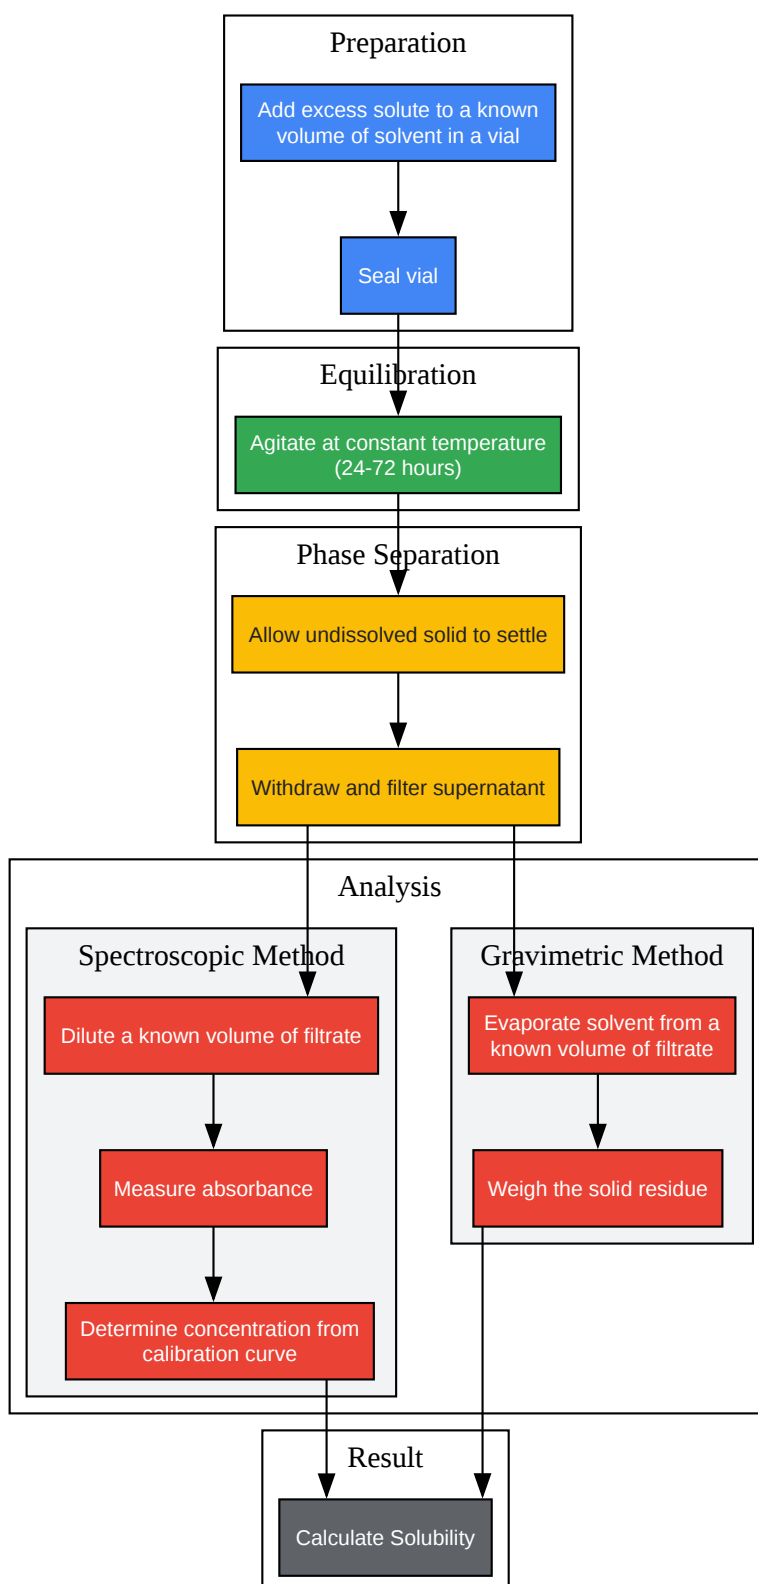 Preparation
Add excess solute to a known
volume of solvent in a vial
Seal vial
Equilibration
Agitate at constant temperature
(24-72 hours)
Phase Separation
Allow undissolved solid to settle
Withdraw and filter supernatant
Analysis
Spectroscopic Method
Dilute a known volume of filtrate
Measure absorbance
Determine concentration from
calibration curve
Gravimetric Method
Evaporate solvent from a
known volume of filtrate
Weigh the solid residue
Result
Calculate Solubility